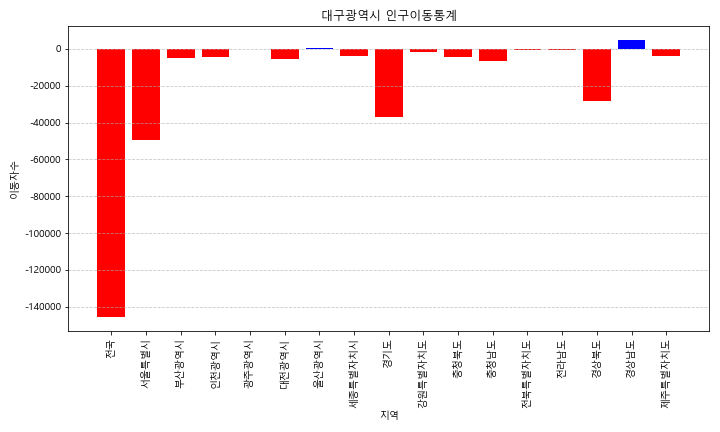 대구광역시 인구이동통계
이동자수
0
-20000
-40000
-60000
-80000
-100000
-120000
-140000
전국
서울특별시
부산광역시
인천광역시
광주광역시
대전광역시
울산광역시
세종특별자치시
경기도
강원특별자치도
충청북도
충청남도
전북특별자치도
전라남도
경상북도
경상남도
제주특별자치도
지역